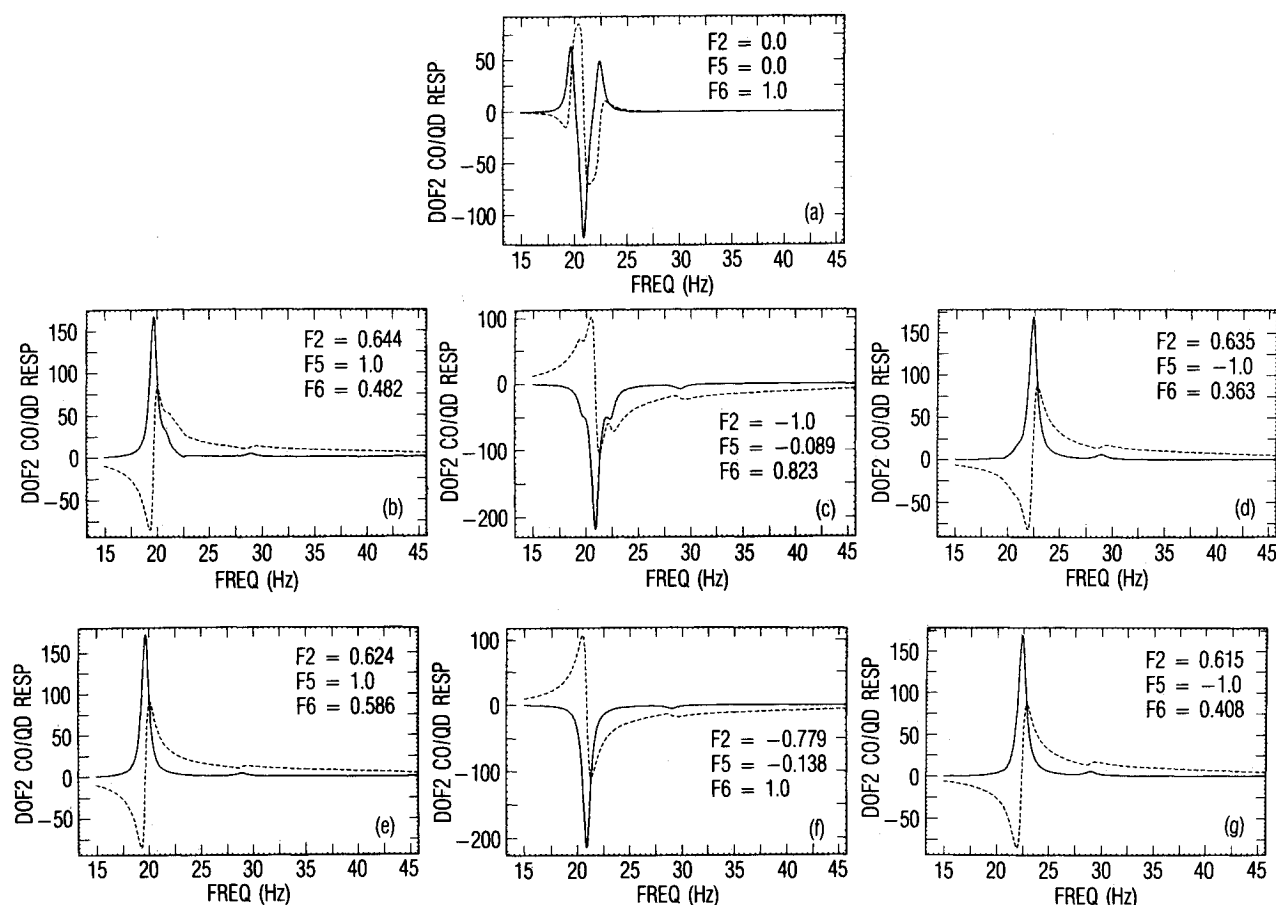 DOF2 CO/QD RESP
50
0
−50
−100
F2 = 0.0
F5 = 0.0
F6 = 1.0
(a)
15 20 25 30 35 40 45
FREQ (Hz)
DOF2 CO/QD RESP
150
100
50
0
−50
F2 = 0.644
F5 = 1.0
F6 = 0.482
(b)
15 20 25 30 35 40 45
FREQ (Hz)
DOF2 CO/QD RESP
100
0
−100
−200
F2 = −1.0
F5 = −0.089
F6 = 0.823
(c)
15 20 25 30 35 40 45
FREQ (Hz)
DOF2 CO/QD RESP
150
100
50
0
−50
F2 = 0.635
F5 = −1.0
F6 = 0.363
(d)
15 20 25 30 35 40 45
FREQ (Hz)
DOF2 CO/QD RESP
150
100
50
0
−50
F2 = 0.624
F5 = 1.0
F6 = 0.586
(e)
15 20 25 30 35 40 45
FREQ (Hz)
DOF2 CO/QD RESP
100
0
−100
−200
F2 = −0.779
F5 = −0.138
F6 = 1.0
(f)
15 20 25 30 35 40 45
FREQ (Hz)
DOF2 CO/QD RESP
150
100
50
0
−50
F2 = 0.615
F5 = −1.0
F6 = 0.408
(g)
15 20 25 30 35 40 45
FREQ (Hz)